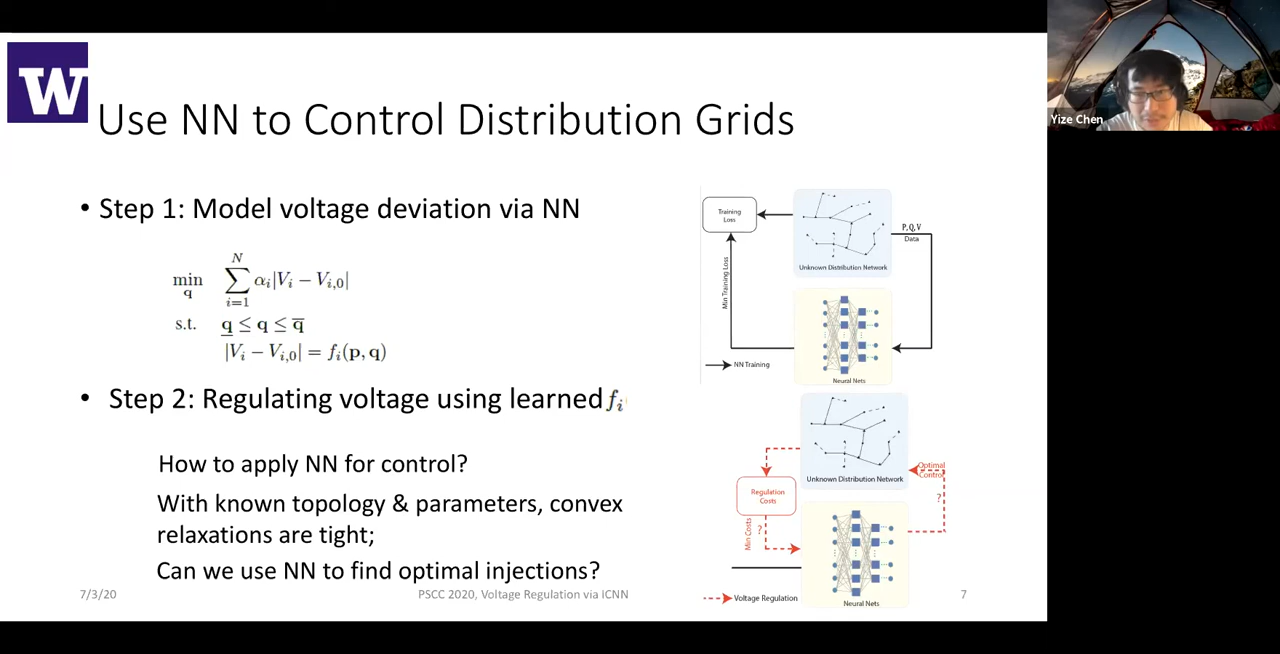 W
Use NN to Control Distribution Grids
• Step 1: Model voltage deviation via NN
min_q ∑_{i=1}^{N} α_i|V_i − V_{i,0}|
s.t. q̲ ≤ q ≤ q̅
|V_i − V_{i,0}| = f_i(p, q)
• Step 2: Regulating voltage using learned f_i
How to apply NN for control?
With known topology & parameters, convex
relaxations are tight;
Can we use NN to find optimal injections?
Training
Loss
Unknown Distribution Network
P, Q, V
Data
Min Training Loss
NN Training
Neural Nets
Unknown Distribution Network
Optimal
Control
?
Regulation
Costs
Min Costs
?
Voltage Regulation
Neural Nets
7/3/20
PSCC 2020, Voltage Regulation via ICNN
7
Yize Chen